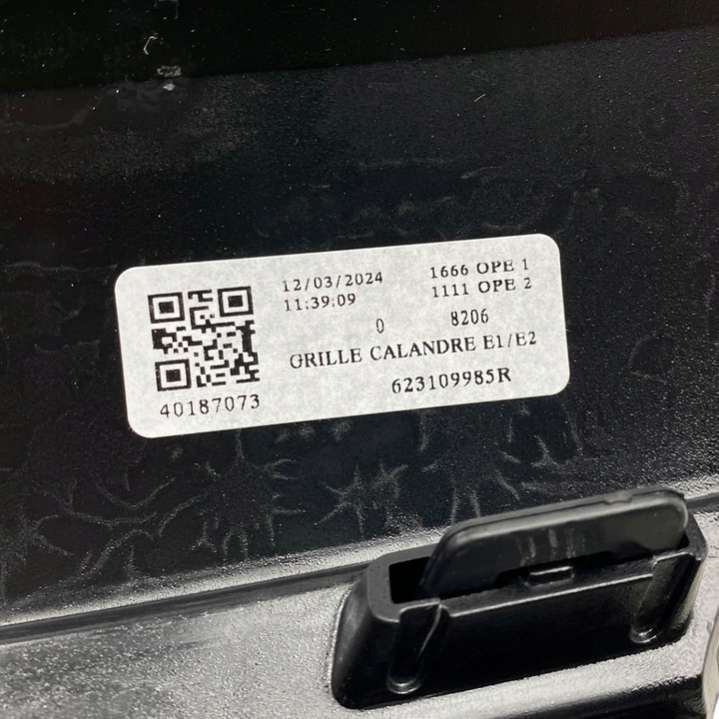 12/03/2024 1666 OPE 1
11:39:09 1111 OPE 2
0 8206
GRILLE CALANDRE E1/E2
40187073 623109985R